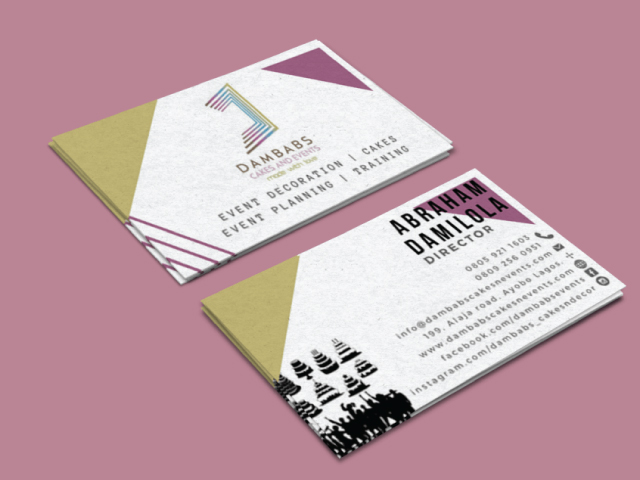 DAMBABS
CAKES AND EVENTS
made with love
EVENT DECORATION | CAKES
EVENT PLANNING | TRAINING
ABRAHAM
DAMILOLA
DIRECTOR
0805 921 1603
0809 256 0951
info@dambabscakesnevents.com
199, Alaja road, Ayobo Lagos.
www.dambabscakesnevents.com
facebook.com/dambabsevents
instagram.com/dambabs_cakesndecor